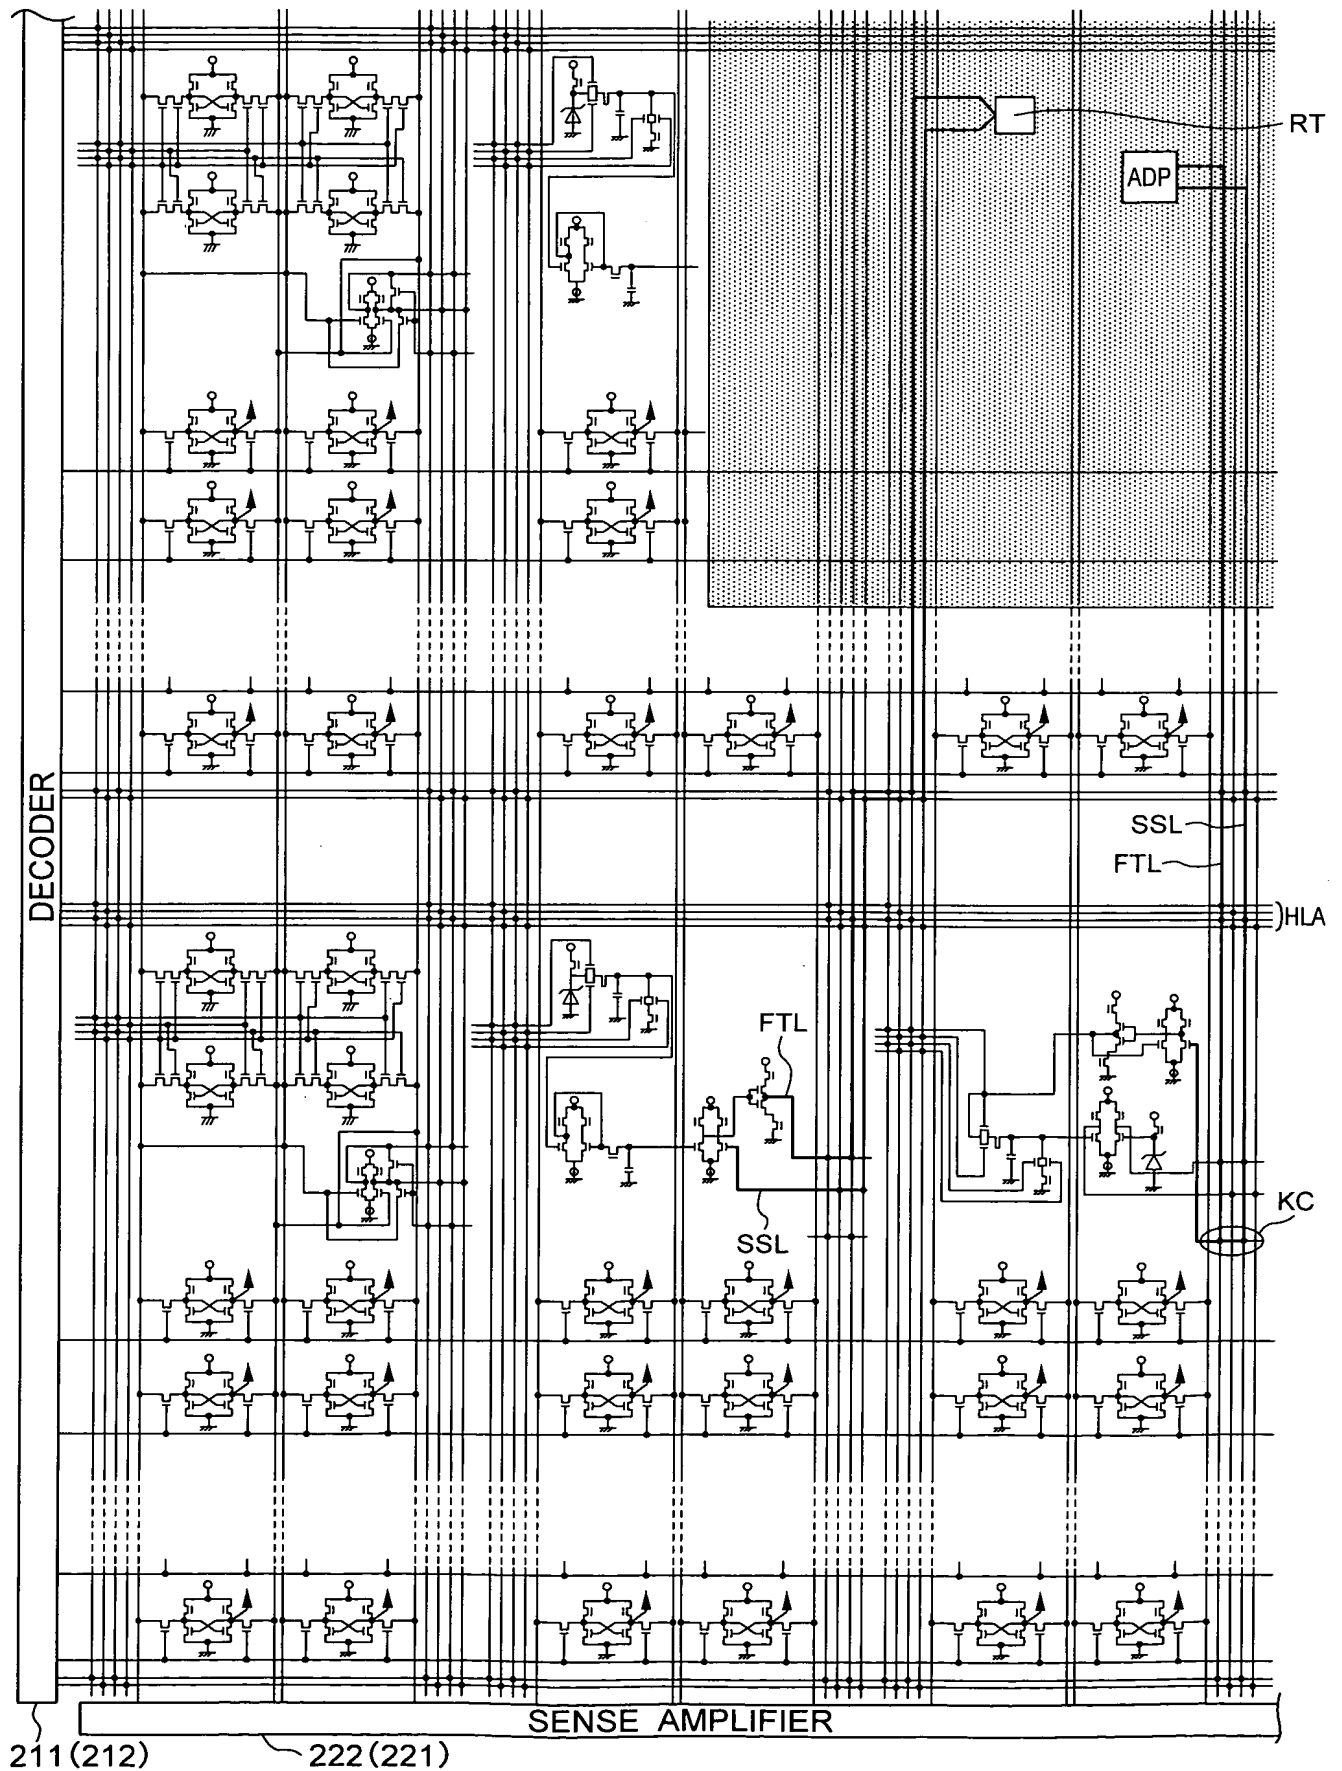 RT
ADP
DECODER
SSL
FTL
HLA
FTL
SSL
KC
SENSE AMPLIFIER
211(212)
222(221)